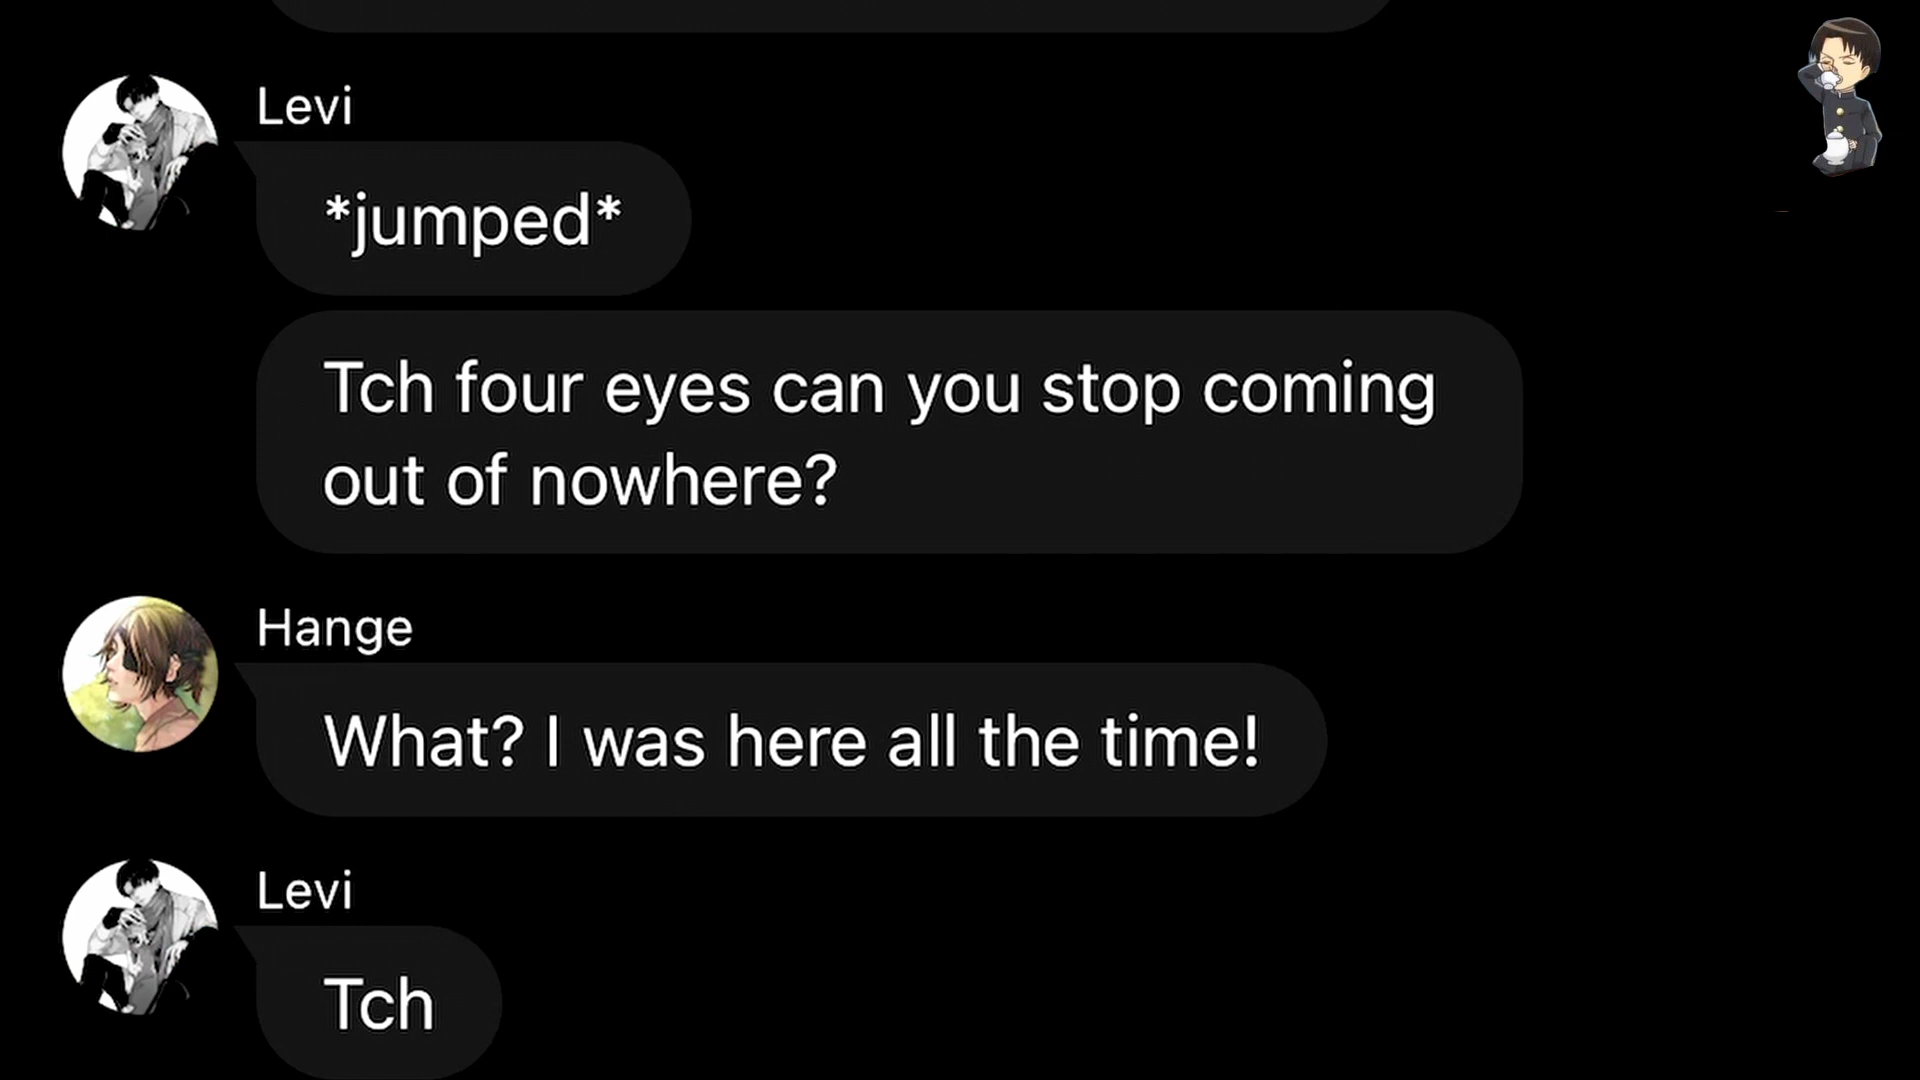 Levi
*jumped*
Tch four eyes can you stop coming
out of nowhere?
Hange
What? I was here all the time!
Levi
Tch